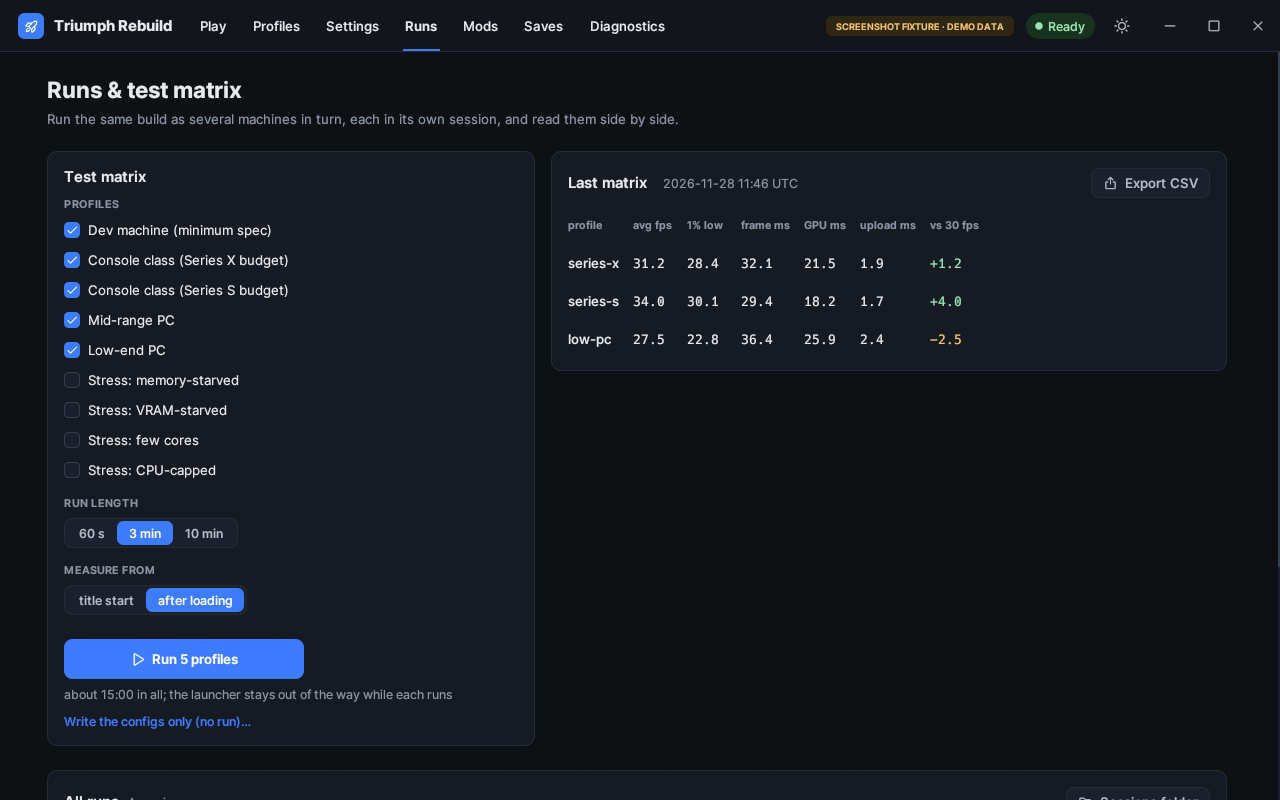 Triumph Rebuild Play Profiles Settings Runs Mods Saves Diagnostics SCREENSHOT FIXTURE · DEMO DATA Ready
Runs & test matrix
Run the same build as several machines in turn, each in its own session, and read them side by side.
Test matrix
PROFILES
Dev machine (minimum spec)
Console class (Series X budget)
Console class (Series S budget)
Mid-range PC
Low-end PC
Stress: memory-starved
Stress: VRAM-starved
Stress: few cores
Stress: CPU-capped
RUN LENGTH
60 s 3 min 10 min
MEASURE FROM
title start after loading
Run 5 profiles
about 15:00 in all; the launcher stays out of the way while each runs
Write the configs only (no run)...
Last matrix 2026-11-28 11:46 UTC Export CSV
profile avg fps 1% low frame ms GPU ms upload ms vs 30 fps
series-x 31.2 28.4 32.1 21.5 1.9 +1.2
series-s 34.0 30.1 29.4 18.2 1.7 +4.0
low-pc 27.5 22.8 36.4 25.9 2.4 −2.5
All runs Sessions folder